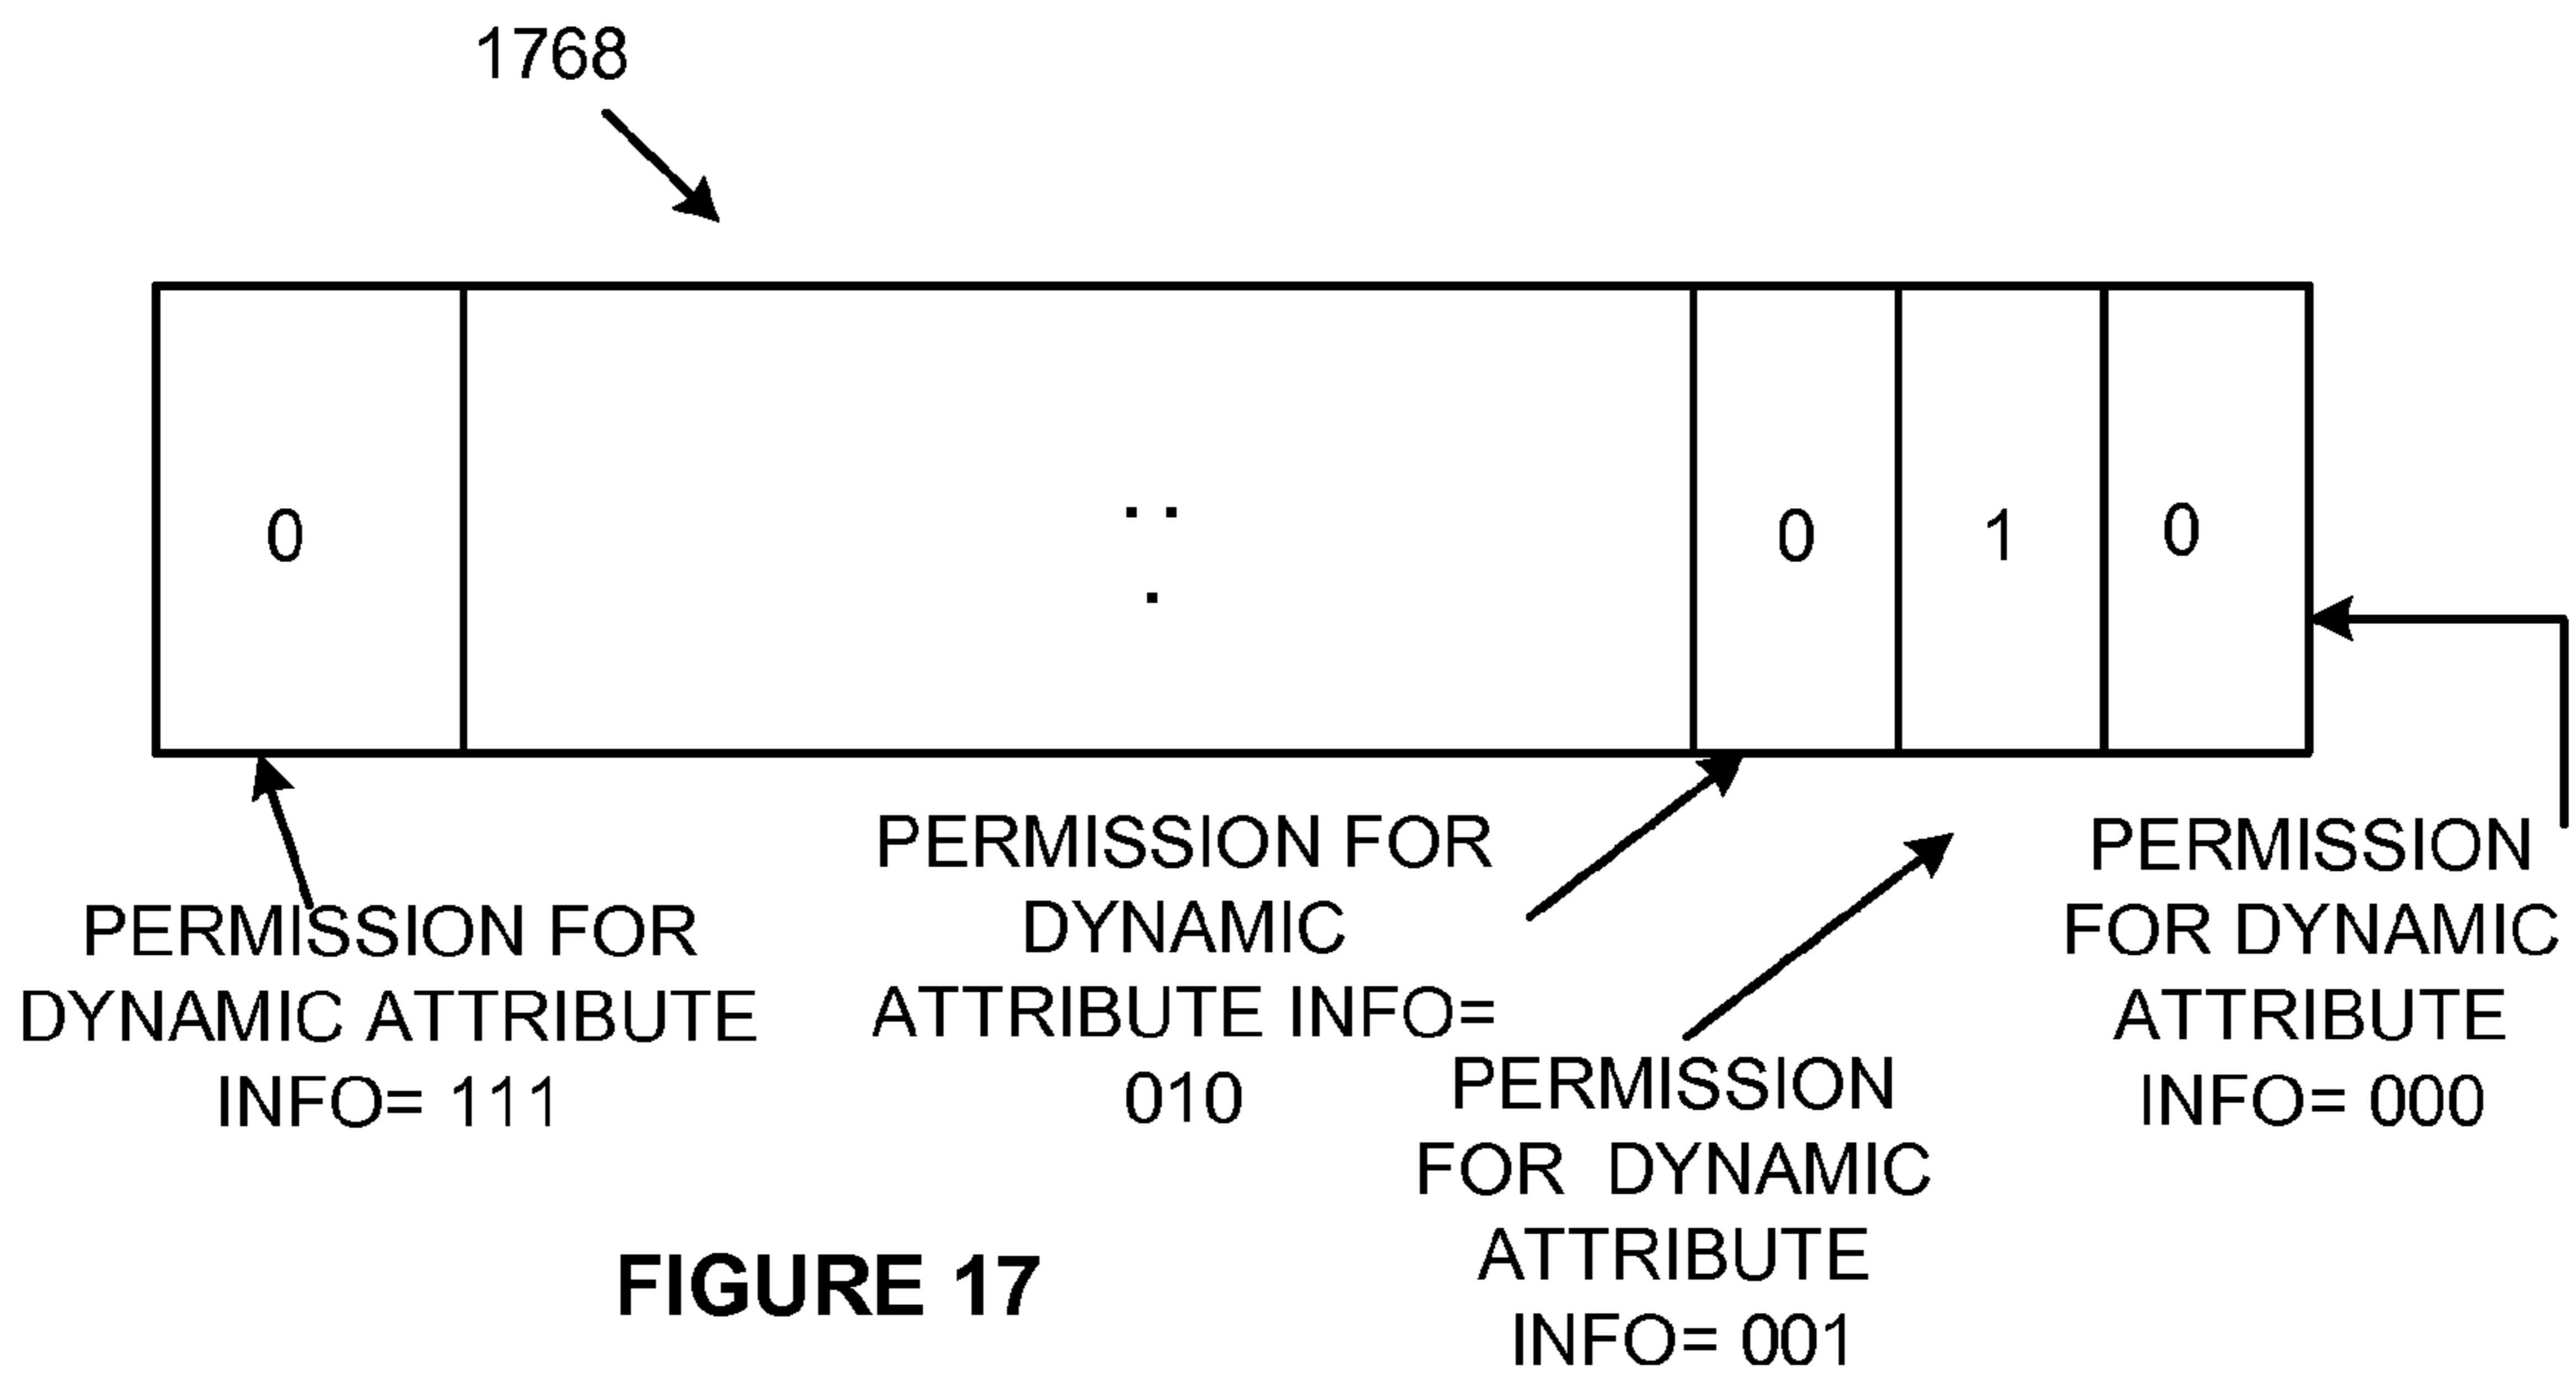 1768
0
. .
.
0
1
0
PERMISSION FOR
DYNAMIC ATTRIBUTE
INFO= 111
PERMISSION FOR
DYNAMIC
ATTRIBUTE INFO=
010
PERMISSION
FOR DYNAMIC
ATTRIBUTE
INFO= 001
PERMISSION
FOR DYNAMIC
ATTRIBUTE
INFO= 000
FIGURE 17